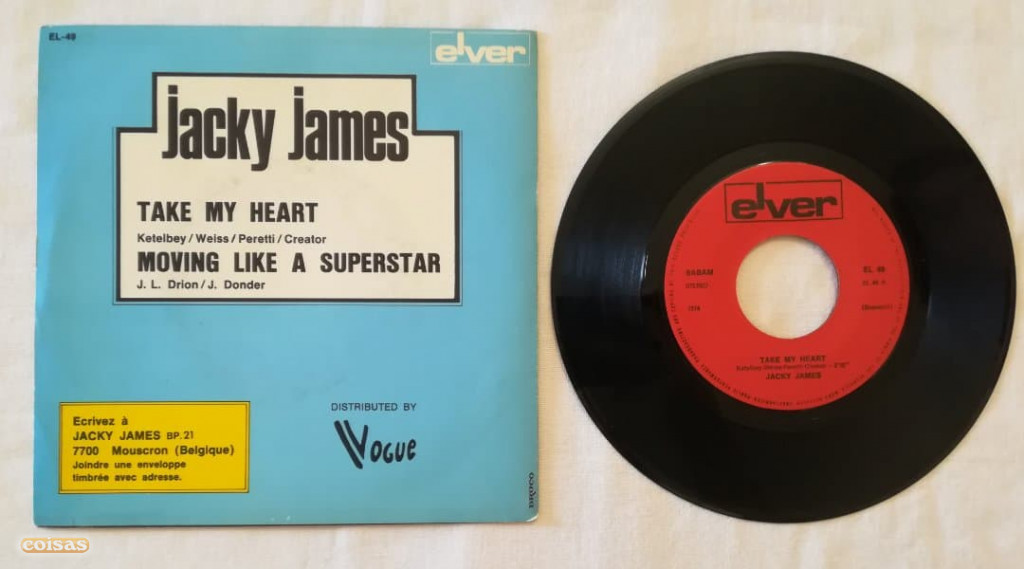 EL-49
elver
jacky james
TAKE MY HEART
Ketelbey/Weiss/Peretti/Creator
MOVING LIKE A SUPERSTAR
J. L. Drion/J. Donder
Ecrivez à
JACKY JAMES BP. 21
7700 Mouscron (Belgique)
Joindre une enveloppe
timbrée avec adresse.
DISTRIBUTED BY
VOGUE
coisas
elver
SABAM
EL 49
TAKE MY HEART
JACKY JAMES